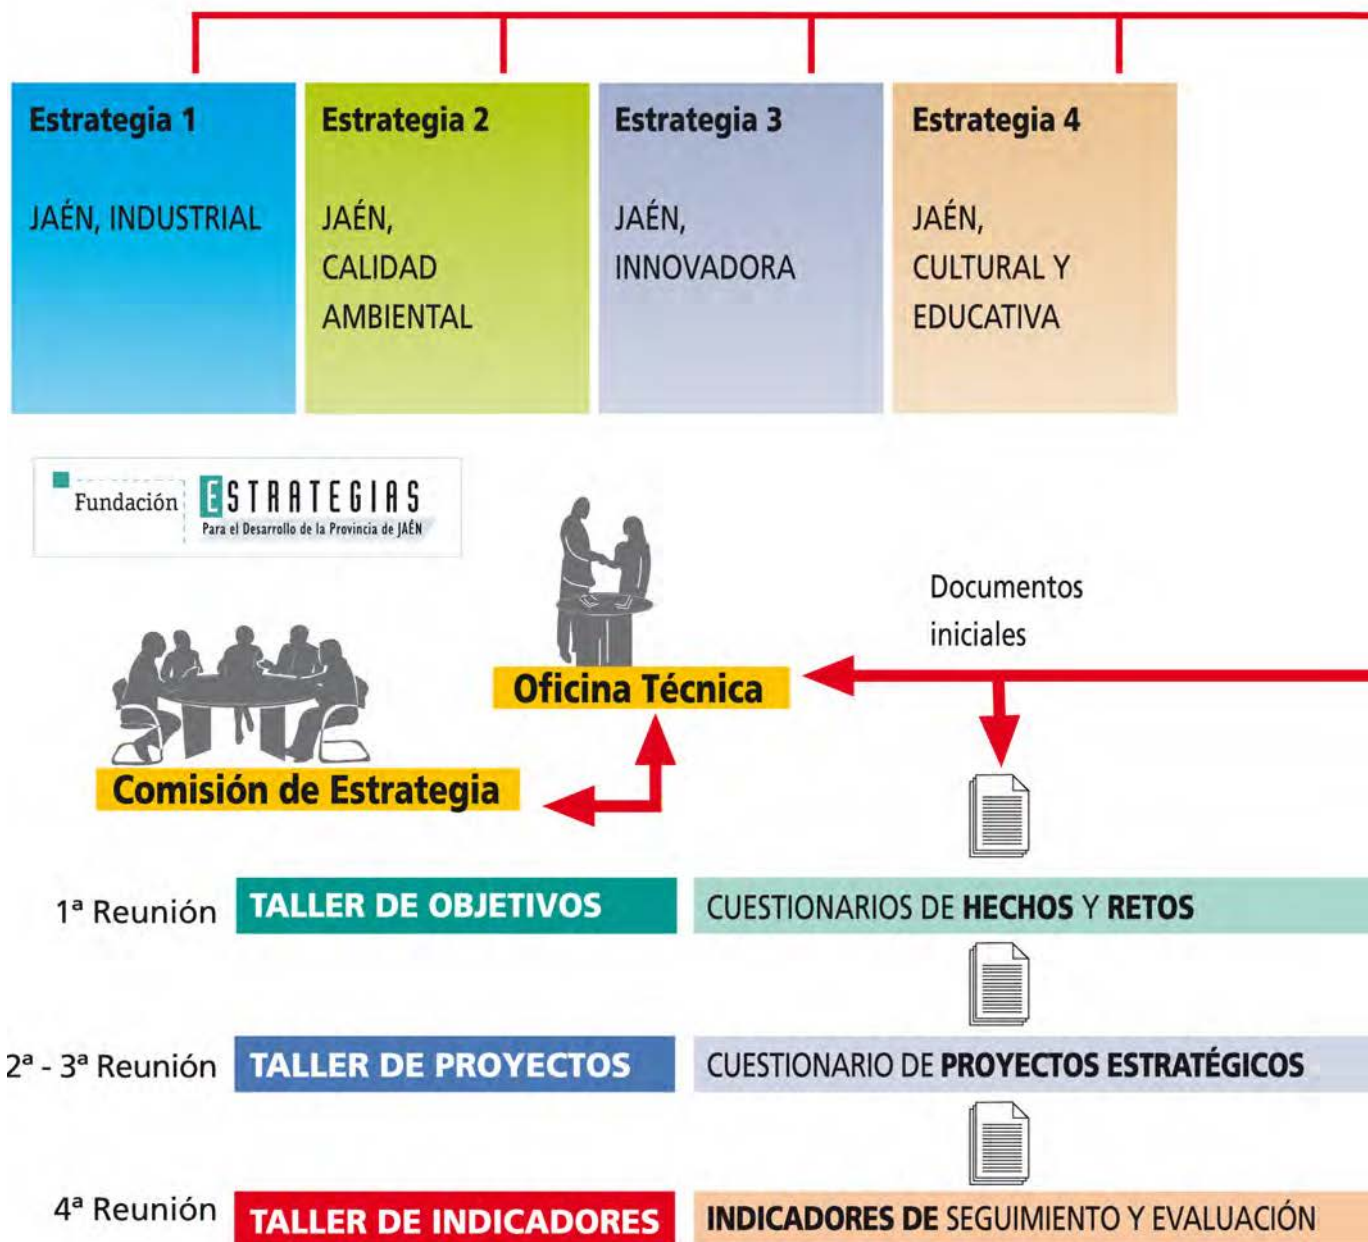 Estrategia 1
JAÉN, INDUSTRIAL
Estrategia 2
JAÉN,
CALIDAD
AMBIENTAL
Estrategia 3
JAÉN,
INNOVADORA
Estrategia 4
JAÉN,
CULTURAL Y
EDUCATIVA
Fundación
ESTRATEGIAS
Para el Desarrollo de la Provincia de JAÉN
Documentos
iniciales
Oficina Técnica
Comisión de Estrategia
1ª Reunión
TALLER DE OBJETIVOS
CUESTIONARIOS DE HECHOS Y RETOS
2ª - 3ª Reunión
TALLER DE PROYECTOS
CUESTIONARIO DE PROYECTOS ESTRATÉGICOS
4ª Reunión
TALLER DE INDICADORES
INDICADORES DE SEGUIMIENTO Y EVALUACIÓN